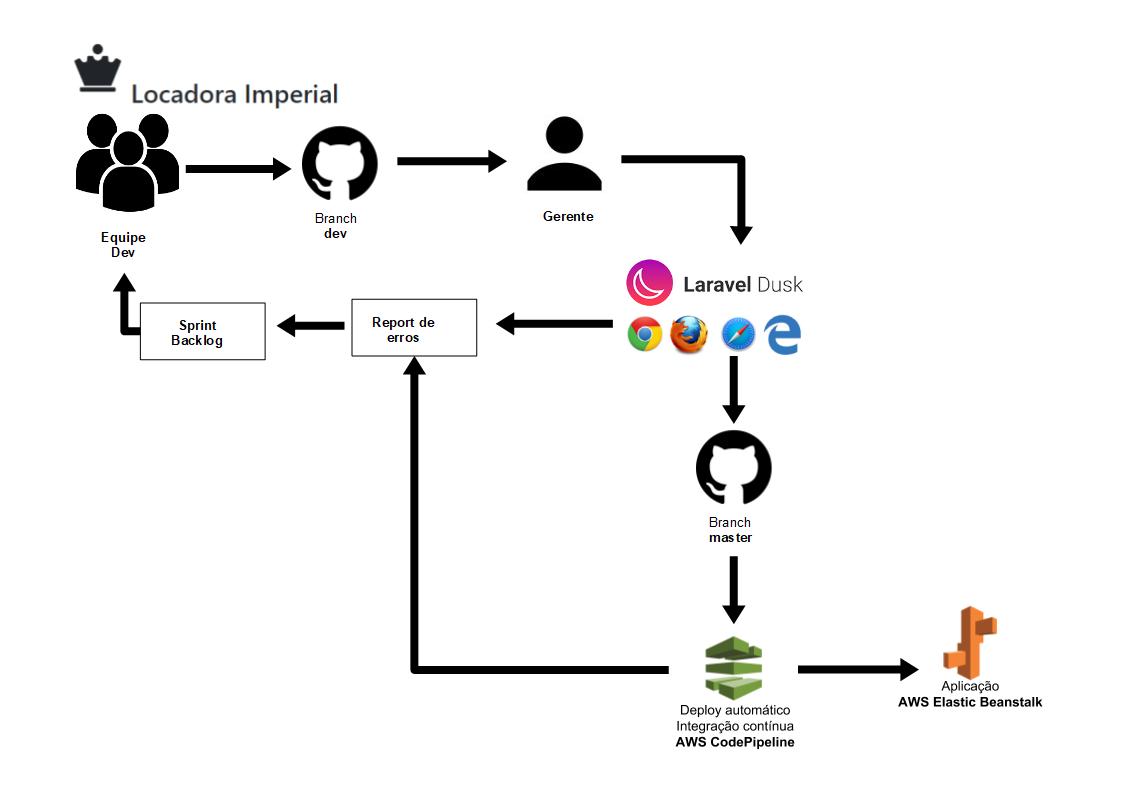 Locadora Imperial
Equipe
Dev
Branch
dev
Gerente
Laravel Dusk
Sprint
Backlog
Report de
erros
Branch
master
Deploy automático
Integração contínua
AWS CodePipeline
Aplicação
AWS Elastic Beanstalk